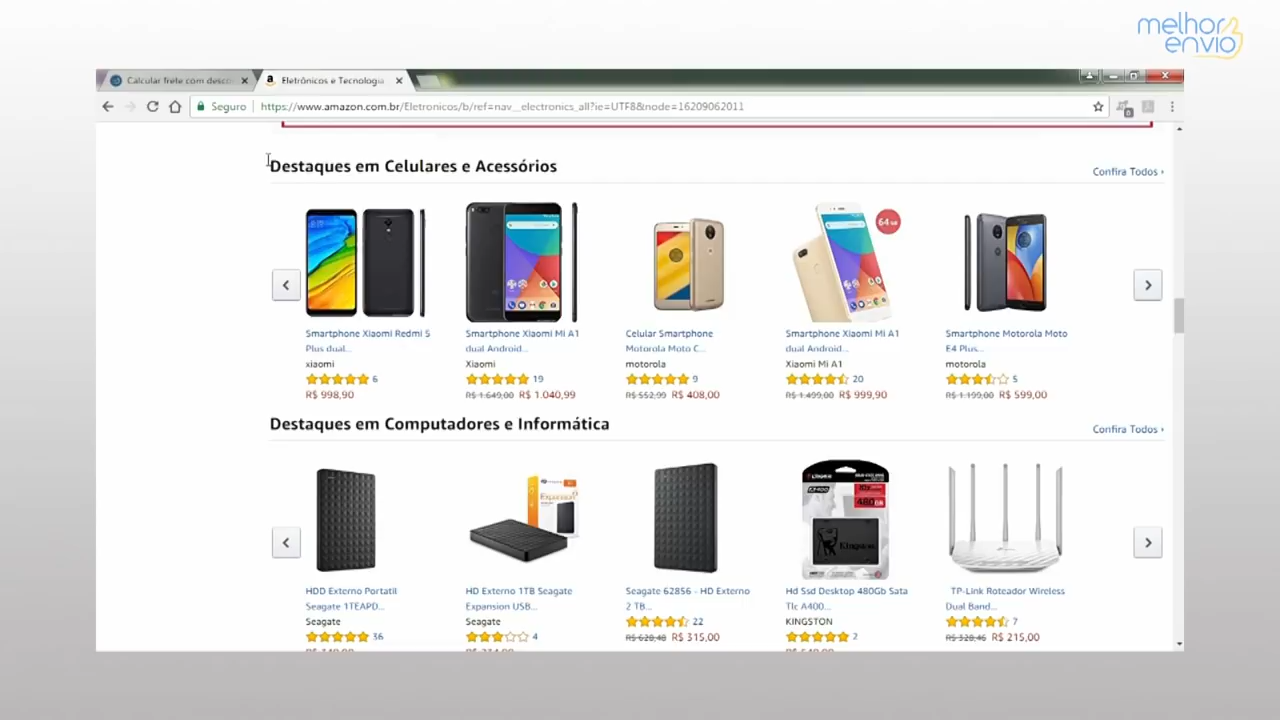 melhor
envio
Calcular frete com desc
Eletrônicos e Tecnologia
Seguro
https://www.amazon.com.br/Eletronicos/b/ref=nav__electronics_all?ie=UTF8&node=16209062011
Destaques em Celulares e Acessórios
Confira Todos ›
64 GB
Smartphone Xiaomi Redmi 5
Plus dual...
xiaomi
6
R$ 998,90
Smartphone Xiaomi Mi A1
dual Android...
Xiaomi
19
R$ 1.649,00 R$ 1.040,99
Celular Smartphone
Motorola Moto C...
motorola
9
R$ 552,99 R$ 408,00
Smartphone Xiaomi Mi A1
dual Android...
Xiaomi Mi A1
20
R$ 1.499,00 R$ 999,90
Smartphone Motorola Moto
E4 Plus...
motorola
5
R$ 1.199,00 R$ 599,00
Destaques em Computadores e Informática
Confira Todos ›
Expansion
Kingston
HDD Externo Portatil
Seagate 1TEAPD...
Seagate
36
HD Externo 1TB Seagate
Expansion USB...
Seagate
4
Seagate 62856 - HD Externo
2 TB...
22
R$ 628,48 R$ 315,00
Hd Ssd Desktop 480Gb Sata
Tlc A400...
KINGSTON
2
TP-Link Roteador Wireless
Dual Band...
7
R$ 328,46 R$ 215,00